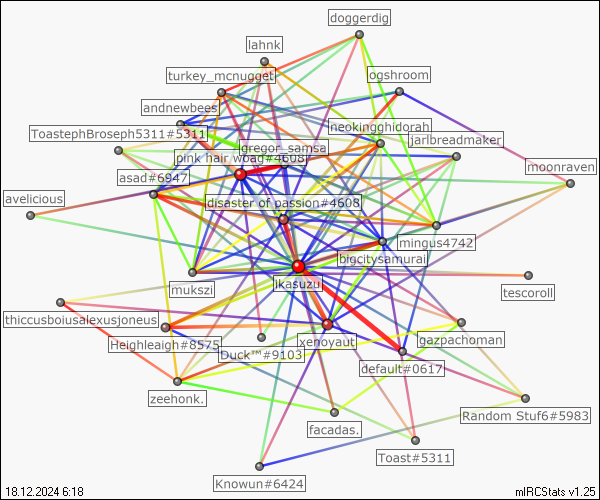 doggerdig
lahnk
turkey_mcnugget
ogshroom
andnewbees
neokingghidorah
ToastephBroseph5311#5311
jarlbreadmaker
gregor_samsa
pink hair woag#4608
moonraven
asad#6947
avelicious
disaster of passion#4608
mingus4742
bigcitysamurai
mukszi
ikasuzu
tescoroll
thiccusboiusalexusjoneus
Heighleaigh#8575
xenoyaut
gazpachoman
Duck™#9103
default#0617
zeehonk.
Random Stuf6#5983
facadas.
Toast#5311
Knowun#6424
18.12.2024 6:18
mIRCStats v1.25